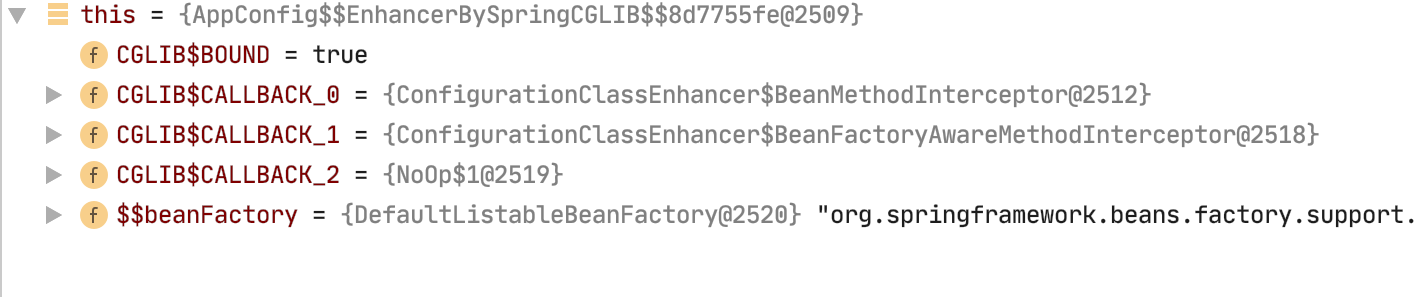 this = {AppConfig$$EnhancerBySpringCGLIB$$8d7755fe@2509}
f CGLIB$BOUND = true
f CGLIB$CALLBACK_0 = {ConfigurationClassEnhancer$BeanMethodInterceptor@2512}
f CGLIB$CALLBACK_1 = {ConfigurationClassEnhancer$BeanFactoryAwareMethodInterceptor@2518}
f CGLIB$CALLBACK_2 = {NoOp$1@2519}
f $$beanFactory = {DefaultListableBeanFactory@2520} "org.springframework.beans.factory.support.